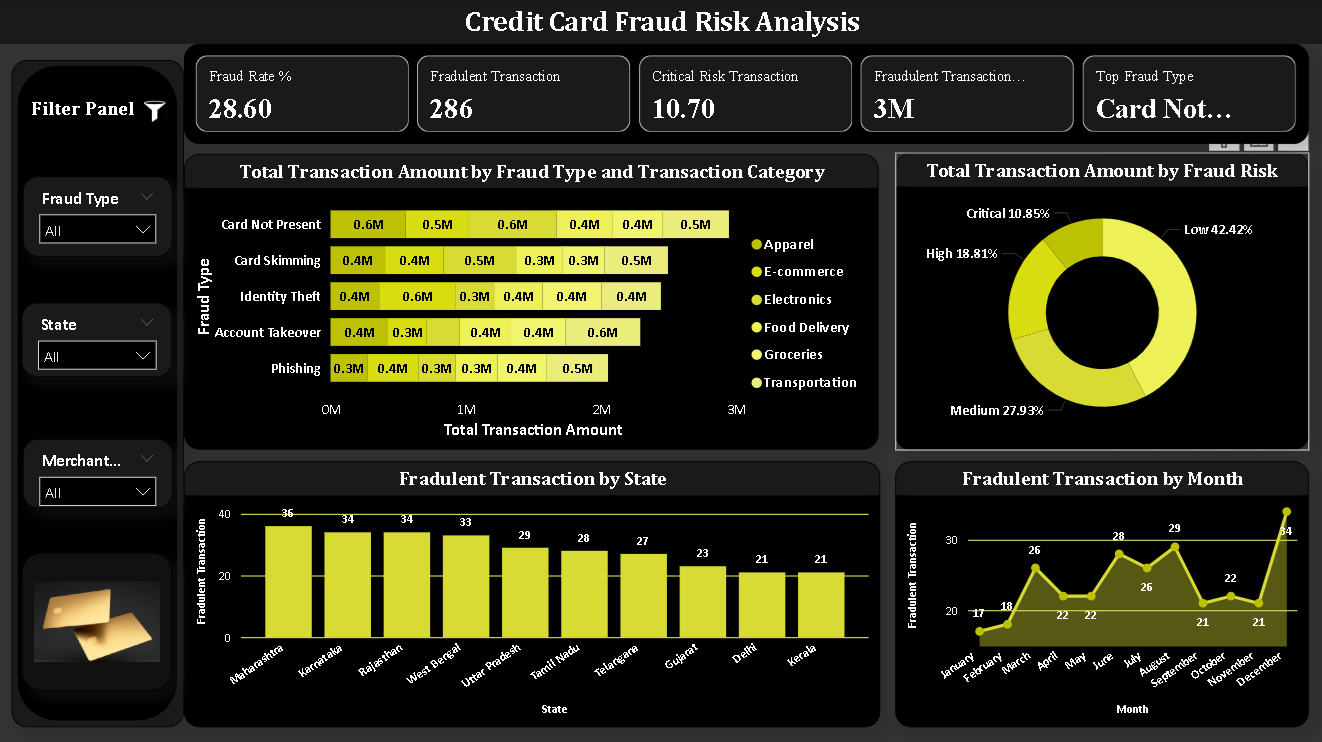 Credit Card Fraud Risk Analysis
Filter Panel
Fraud Type
All
State
All
Merchant...
All
Fraud Rate %
28.60
Fradulent Transaction
286
Critical Risk Transaction
10.70
Fraudulent Transaction...
3M
Top Fraud Type
Card Not...
Total Transaction Amount by Fraud Type and Transaction Category
Fraud Type
Card Not Present 0.6M 0.5M 0.6M 0.4M 0.4M 0.5M
Card Skimming 0.4M 0.4M 0.5M 0.3M 0.3M 0.5M
Identity Theft 0.4M 0.6M 0.3M 0.4M 0.4M 0.4M
Account Takeover 0.4M 0.3M 0.4M 0.4M 0.6M
Phishing 0.3M 0.4M 0.3M 0.3M 0.4M 0.5M
0M 1M 2M 3M
Total Transaction Amount
Apparel
E-commerce
Electronics
Food Delivery
Groceries
Transportation
Total Transaction Amount by Fraud Risk
Critical 10.85%
Low 42.42%
High 18.81%
Medium 27.93%
Fradulent Transaction by State
Fradulent Transaction
40
20
0
36 34 34 33 29 28 27 23 21 21
Maharashtra Karnataka Rajasthan West Bengal Uttar Pradesh Tamil Nadu Telangana Gujarat Delhi Kerala
State
Fradulent Transaction by Month
Fradulent Transaction
30
20
17 18 26 22 22 28 26 29 21 22 21 34
January February March April May June July August September October November December
Month